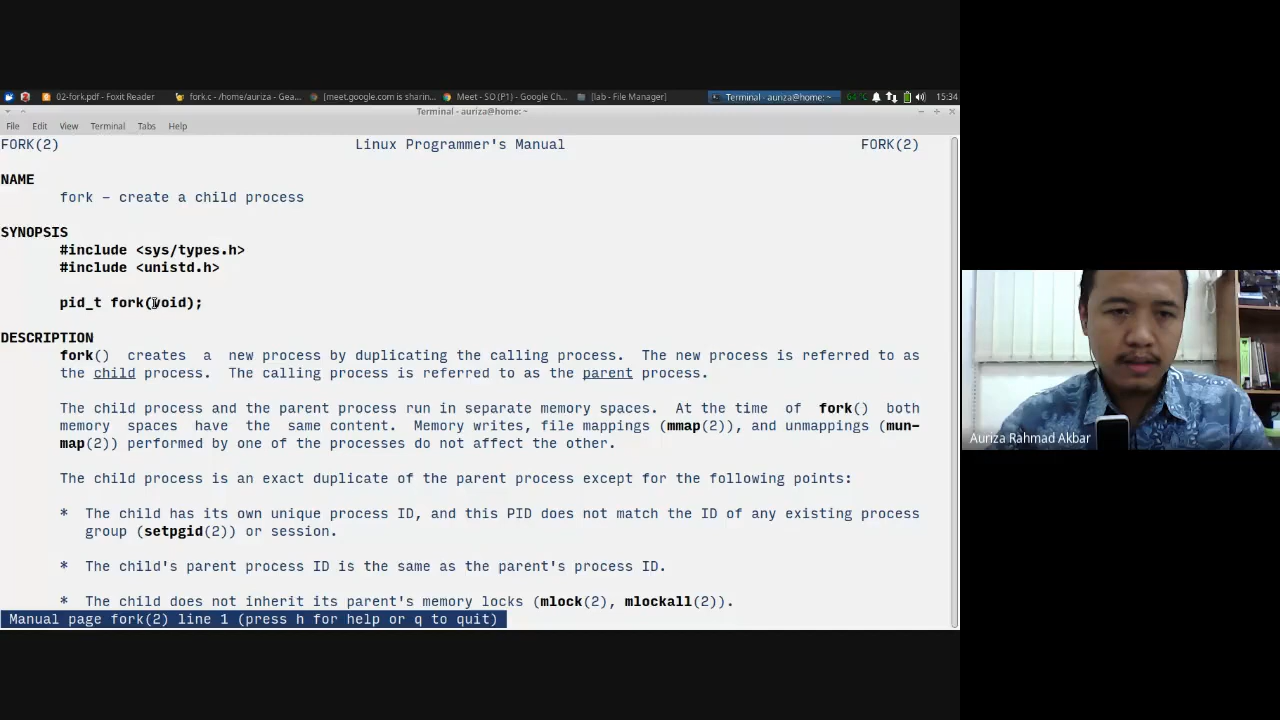 02-fork.pdf - Foxit Reader
fork.c - /home/auriza - Gea...
[meet.google.com is sharin...
Meet - SO (P1) - Google Ch...
[lab - File Manager]
Terminal - auriza@home: ~
64°C
15:34
Terminal - auriza@home: ~
File Edit View Terminal Tabs Help
FORK(2) Linux Programmer's Manual FORK(2)
NAME
fork - create a child process
SYNOPSIS
#include <sys/types.h>
#include <unistd.h>
pid_t fork(void);
DESCRIPTION
fork() creates a new process by duplicating the calling process. The new process is referred to as
the child process. The calling process is referred to as the parent process.
The child process and the parent process run in separate memory spaces. At the time of fork() both
memory spaces have the same content. Memory writes, file mappings (mmap(2)), and unmappings (mun-
map(2)) performed by one of the processes do not affect the other.
The child process is an exact duplicate of the parent process except for the following points:
* The child has its own unique process ID, and this PID does not match the ID of any existing process
group (setpgid(2)) or session.
* The child's parent process ID is the same as the parent's process ID.
* The child does not inherit its parent's memory locks (mlock(2), mlockall(2)).
Manual page fork(2) line 1 (press h for help or q to quit)
Auriza Rahmad Akbar